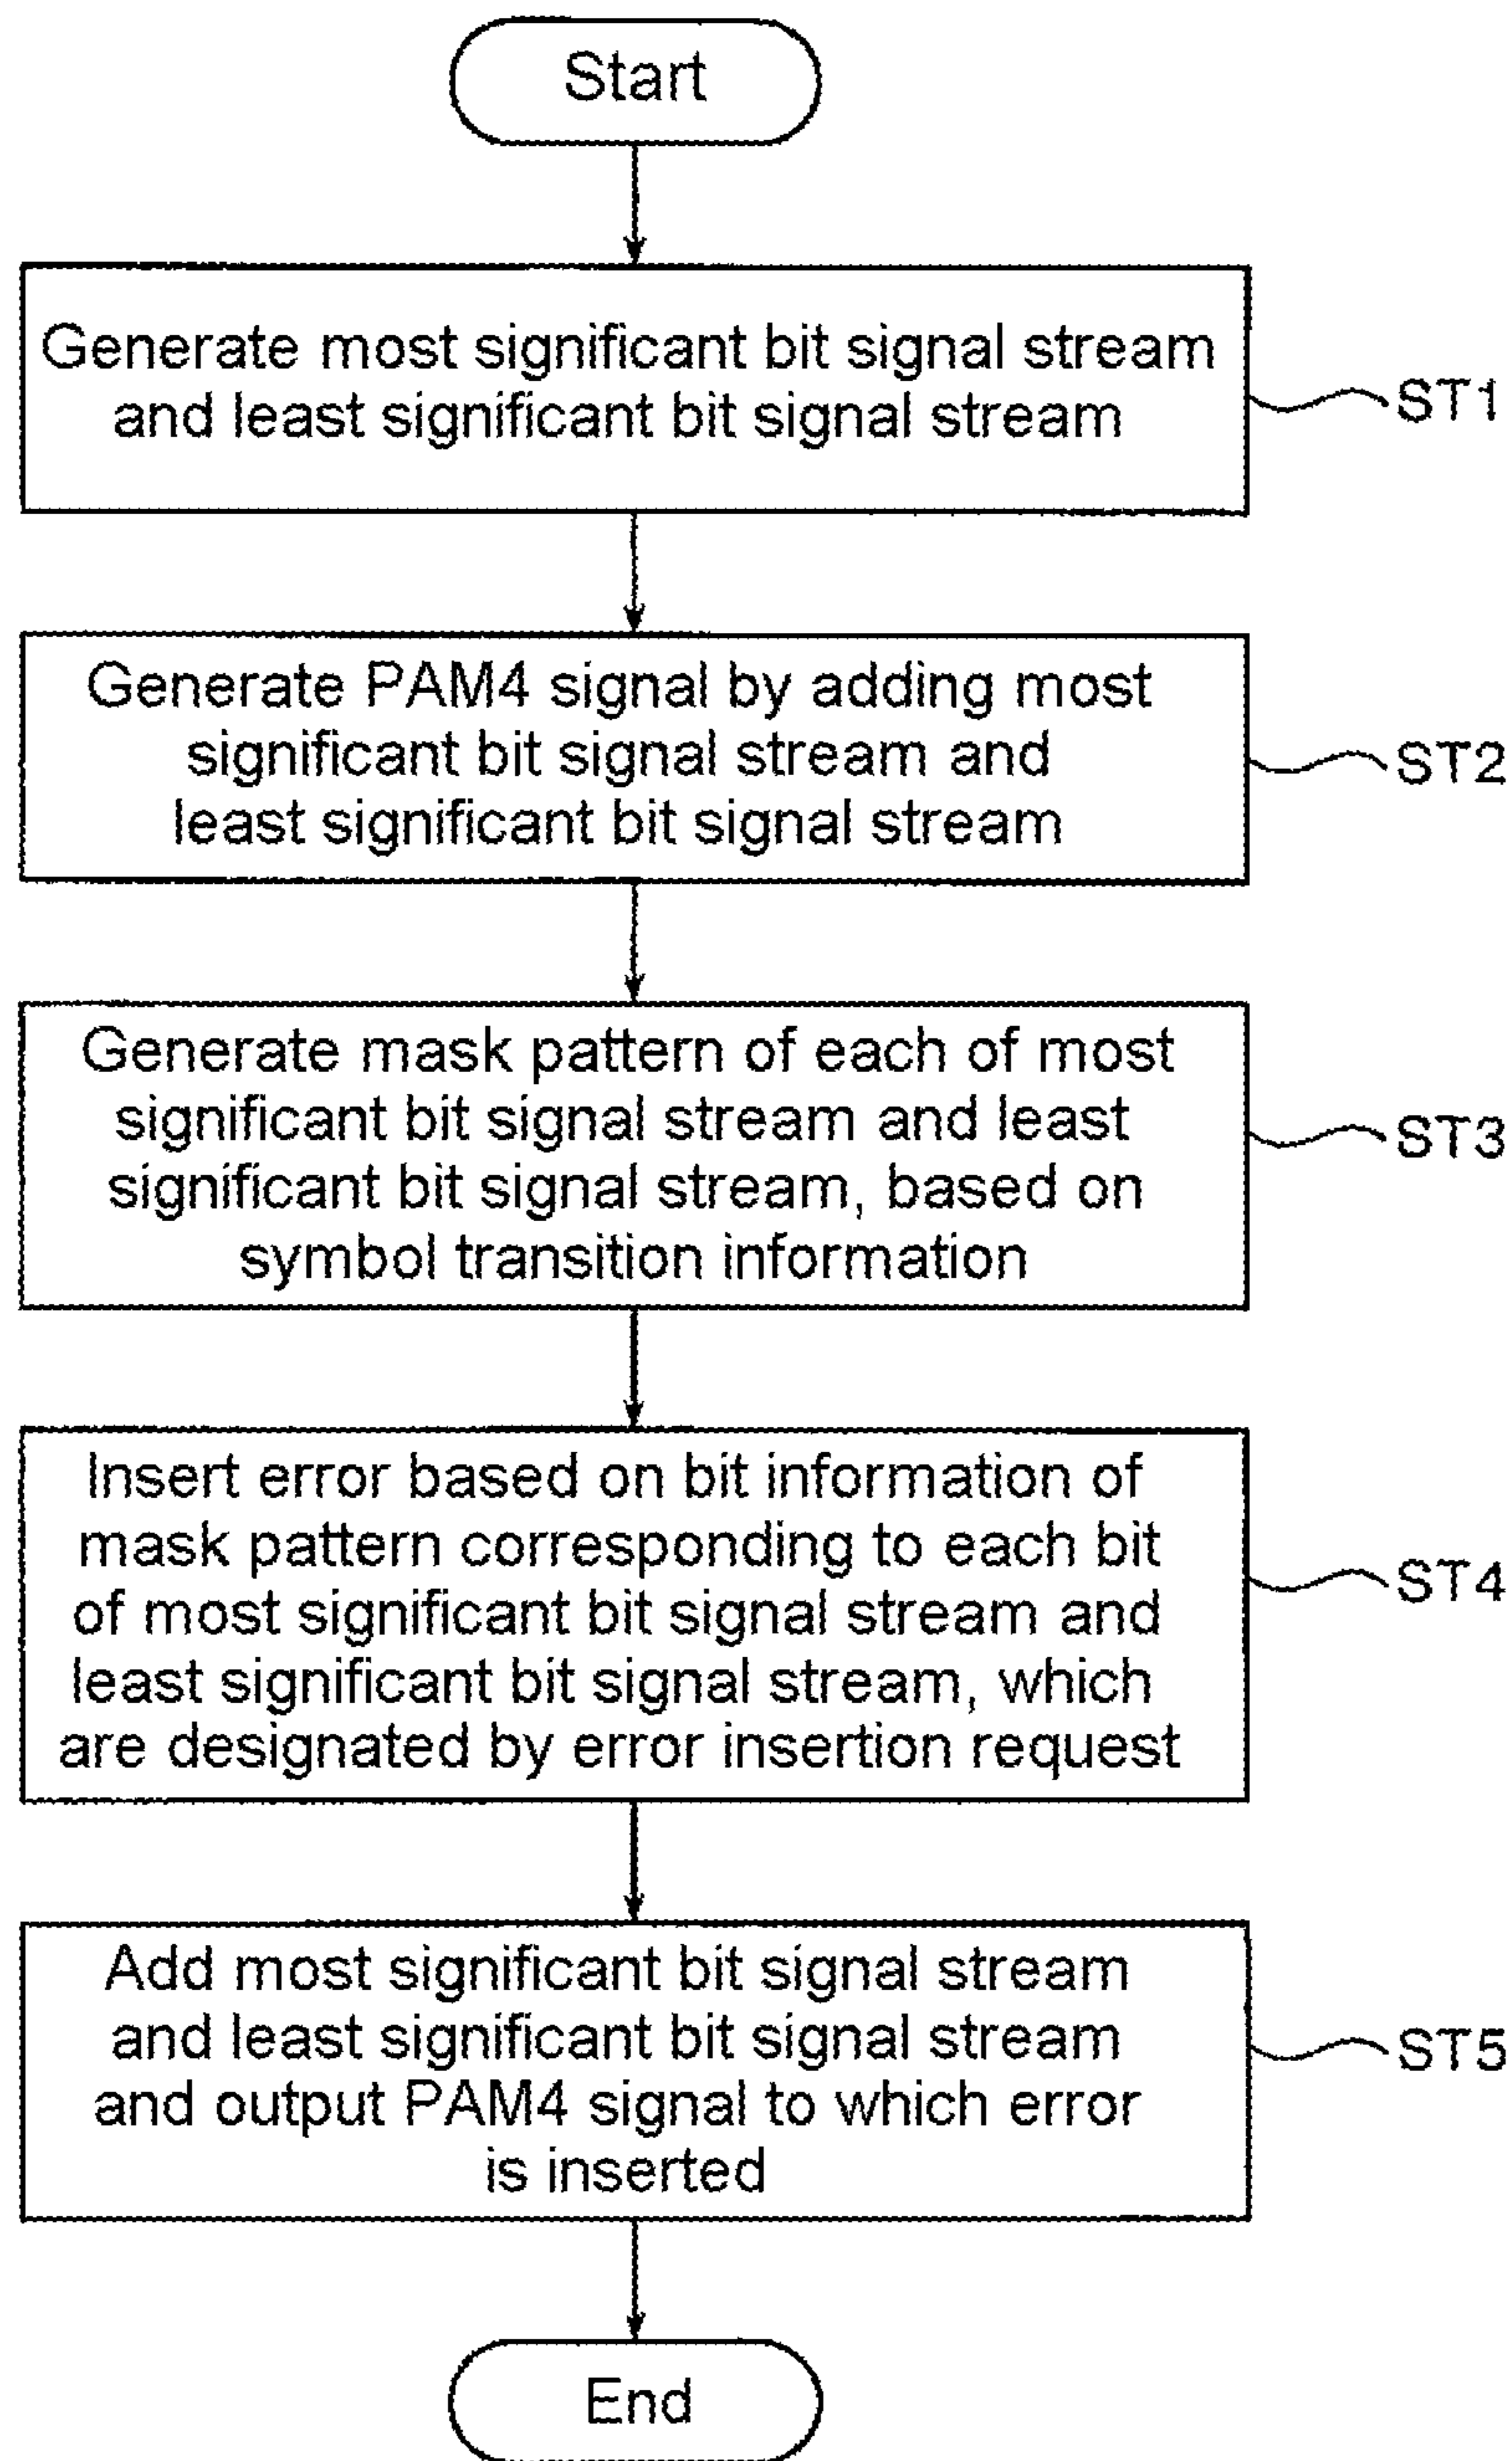 Start
Generate most significant bit signal stream
and least significant bit signal stream
ST1
Generate PAM4 signal by adding most
significant bit signal stream and
least significant bit signal stream
ST2
Generate mask pattern of each of most
significant bit signal stream and least
significant bit signal stream, based on
symbol transition information
ST3
Insert error based on bit information of
mask pattern corresponding to each bit
of most significant bit signal stream and
least significant bit signal stream, which
are designated by error insertion request
ST4
Add most significant bit signal stream
and least significant bit signal stream
and output PAM4 signal to which error
is inserted
ST5
End